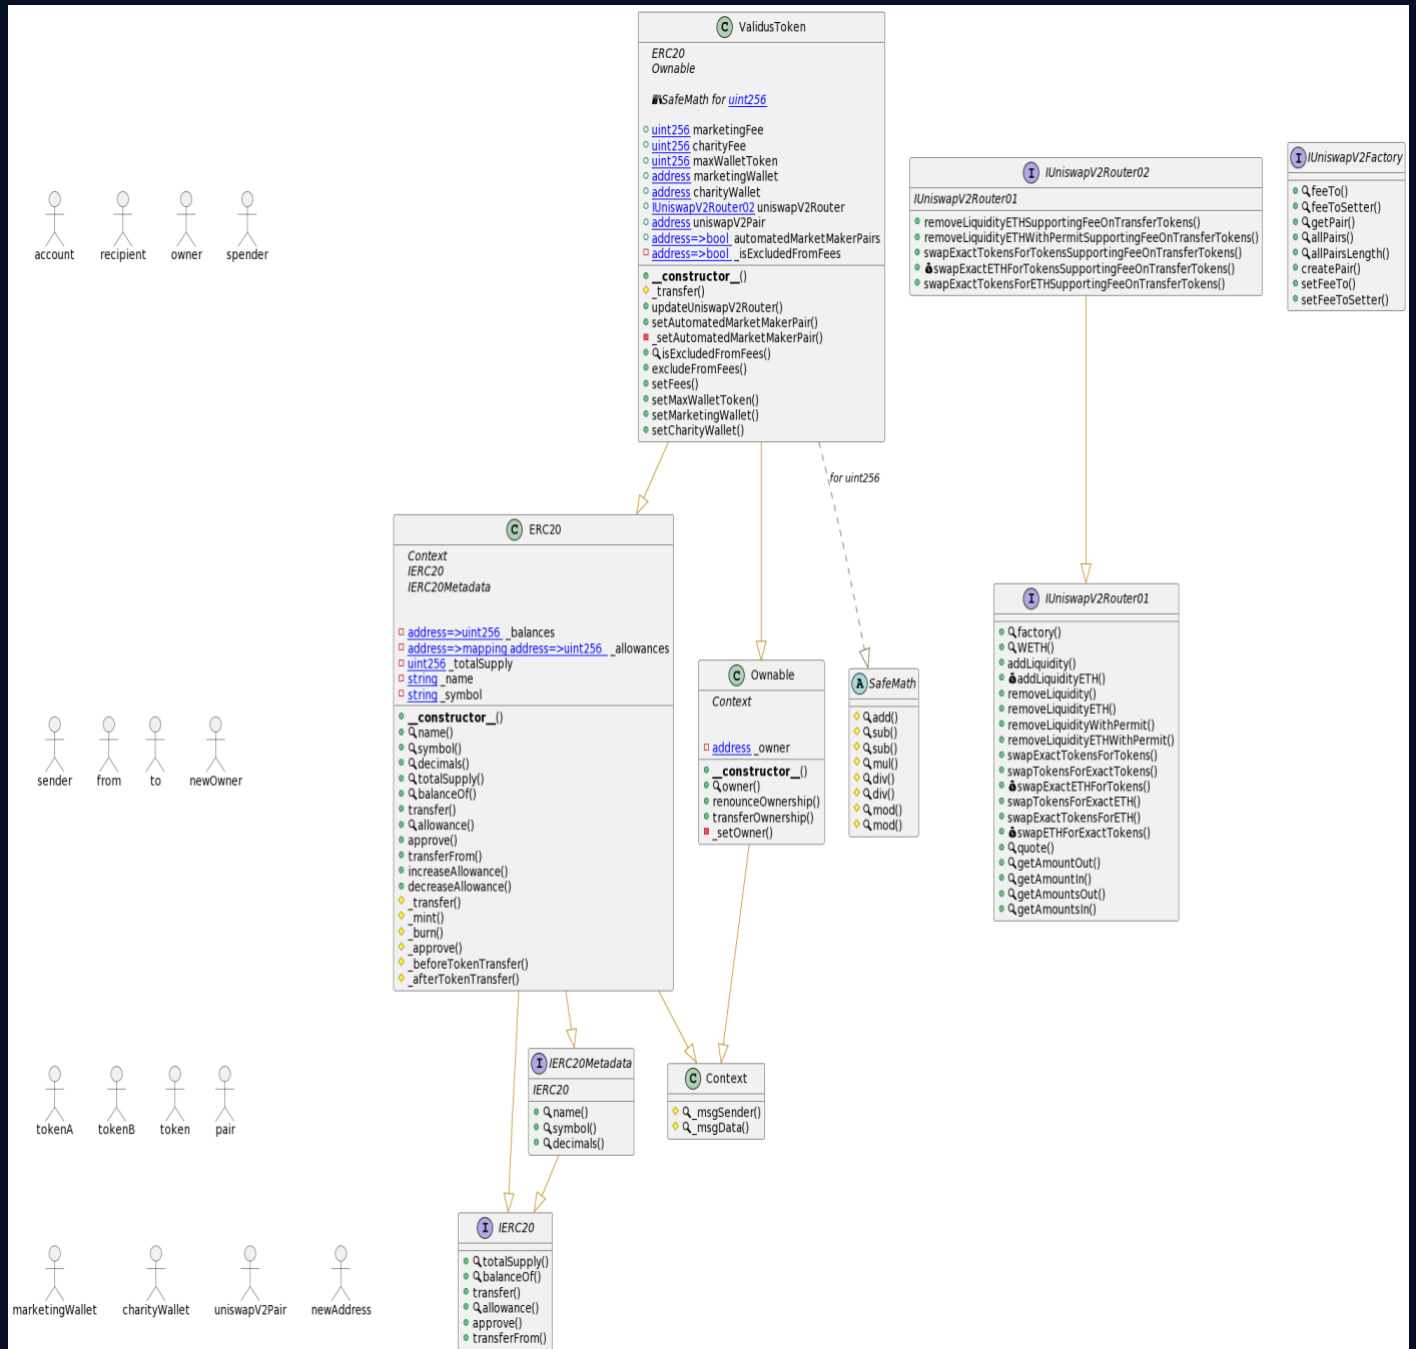 C ValidusToken
ERC20
Ownable
SafeMath for uint256
uint256 marketingFee
uint256 charityFee
uint256 maxWalletToken
address marketingWallet
address charityWallet
IUniswapV2Router02 uniswapV2Router
address uniswapV2Pair
address=>bool automatedMarketMakerPairs
address=>bool _isExcludedFromFees
__constructor__()
_transfer()
updateUniswapV2Router()
setAutomatedMarketMakerPair()
_setAutomatedMarketMakerPair()
isExcludedFromFees()
excludeFromFees()
setFees()
setMaxWalletToken()
setMarketingWallet()
setCharityWallet()
I IUniswapV2Router02
IUniswapV2Router01
removeLiquidityETHSupportingFeeOnTransferTokens()
removeLiquidityETHWithPermitSupportingFeeOnTransferTokens()
swapExactTokensForTokensSupportingFeeOnTransferTokens()
swapExactETHForTokensSupportingFeeOnTransferTokens()
swapExactTokensForETHSupportingFeeOnTransferTokens()
I IUniswapV2Factory
feeTo()
feeToSetter()
getPair()
allPairs()
allPairsLength()
createPair()
setFeeTo()
setFeeToSetter()
account recipient owner spender
for uint256
C ERC20
Context
IERC20
IERC20Metadata
address=>uint256 _balances
address=>mapping address=>uint256 _allowances
uint256 _totalSupply
string _name
string _symbol
__constructor__()
name()
symbol()
decimals()
totalSupply()
balanceOf()
transfer()
allowance()
approve()
transferFrom()
increaseAllowance()
decreaseAllowance()
_transfer()
_mint()
_burn()
_approve()
_beforeTokenTransfer()
_afterTokenTransfer()
C Ownable
Context
address _owner
__constructor__()
owner()
renounceOwnership()
transferOwnership()
_setOwner()
A SafeMath
add()
sub()
sub()
mul()
div()
div()
mod()
mod()
I IUniswapV2Router01
factory()
WETH()
addLiquidity()
addLiquidityETH()
removeLiquidity()
removeLiquidityETH()
removeLiquidityWithPermit()
removeLiquidityETHWithPermit()
swapExactTokensForTokens()
swapTokensForExactTokens()
swapExactETHForTokens()
swapTokensForExactETH()
swapExactTokensForETH()
swapETHForExactTokens()
quote()
getAmountOut()
getAmountIn()
getAmountsOut()
getAmountsIn()
sender from to newOwner
I IERC20Metadata
IERC20
name()
symbol()
decimals()
C Context
_msgSender()
_msgData()
tokenA tokenB token pair
I IERC20
totalSupply()
balanceOf()
transfer()
allowance()
approve()
transferFrom()
marketingWallet charityWallet uniswapV2Pair newAddress